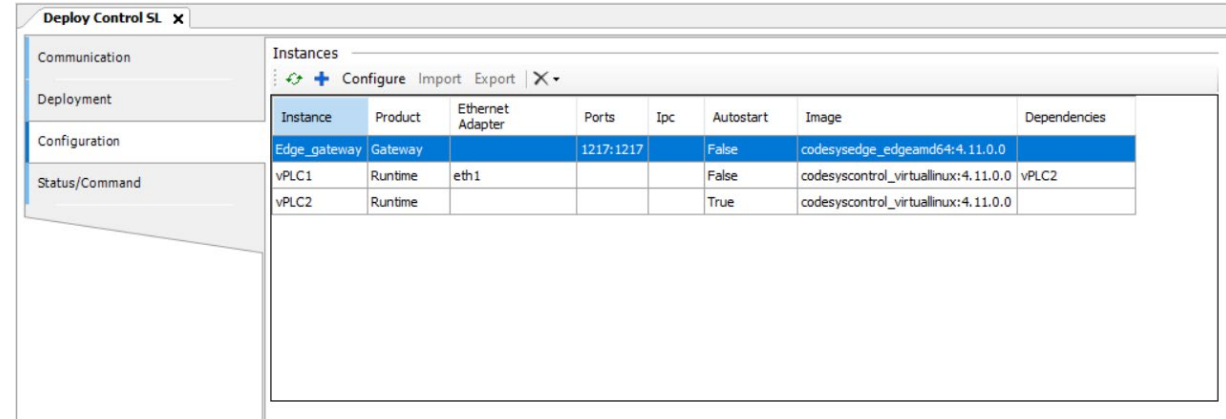 Deploy Control SL
Communication
Deployment
Configuration
Status/Command
Instances
Configure Import Export
Instance Product Ethernet Adapter Ports Ipc Autostart Image Dependencies
Edge_gateway Gateway 1217:1217 False codesysedge_edgeamd64:4.11.0.0
vPLC1 Runtime eth1 False codesyscontrol_virtuallinux:4.11.0.0 vPLC2
vPLC2 Runtime True codesyscontrol_virtuallinux:4.11.0.0